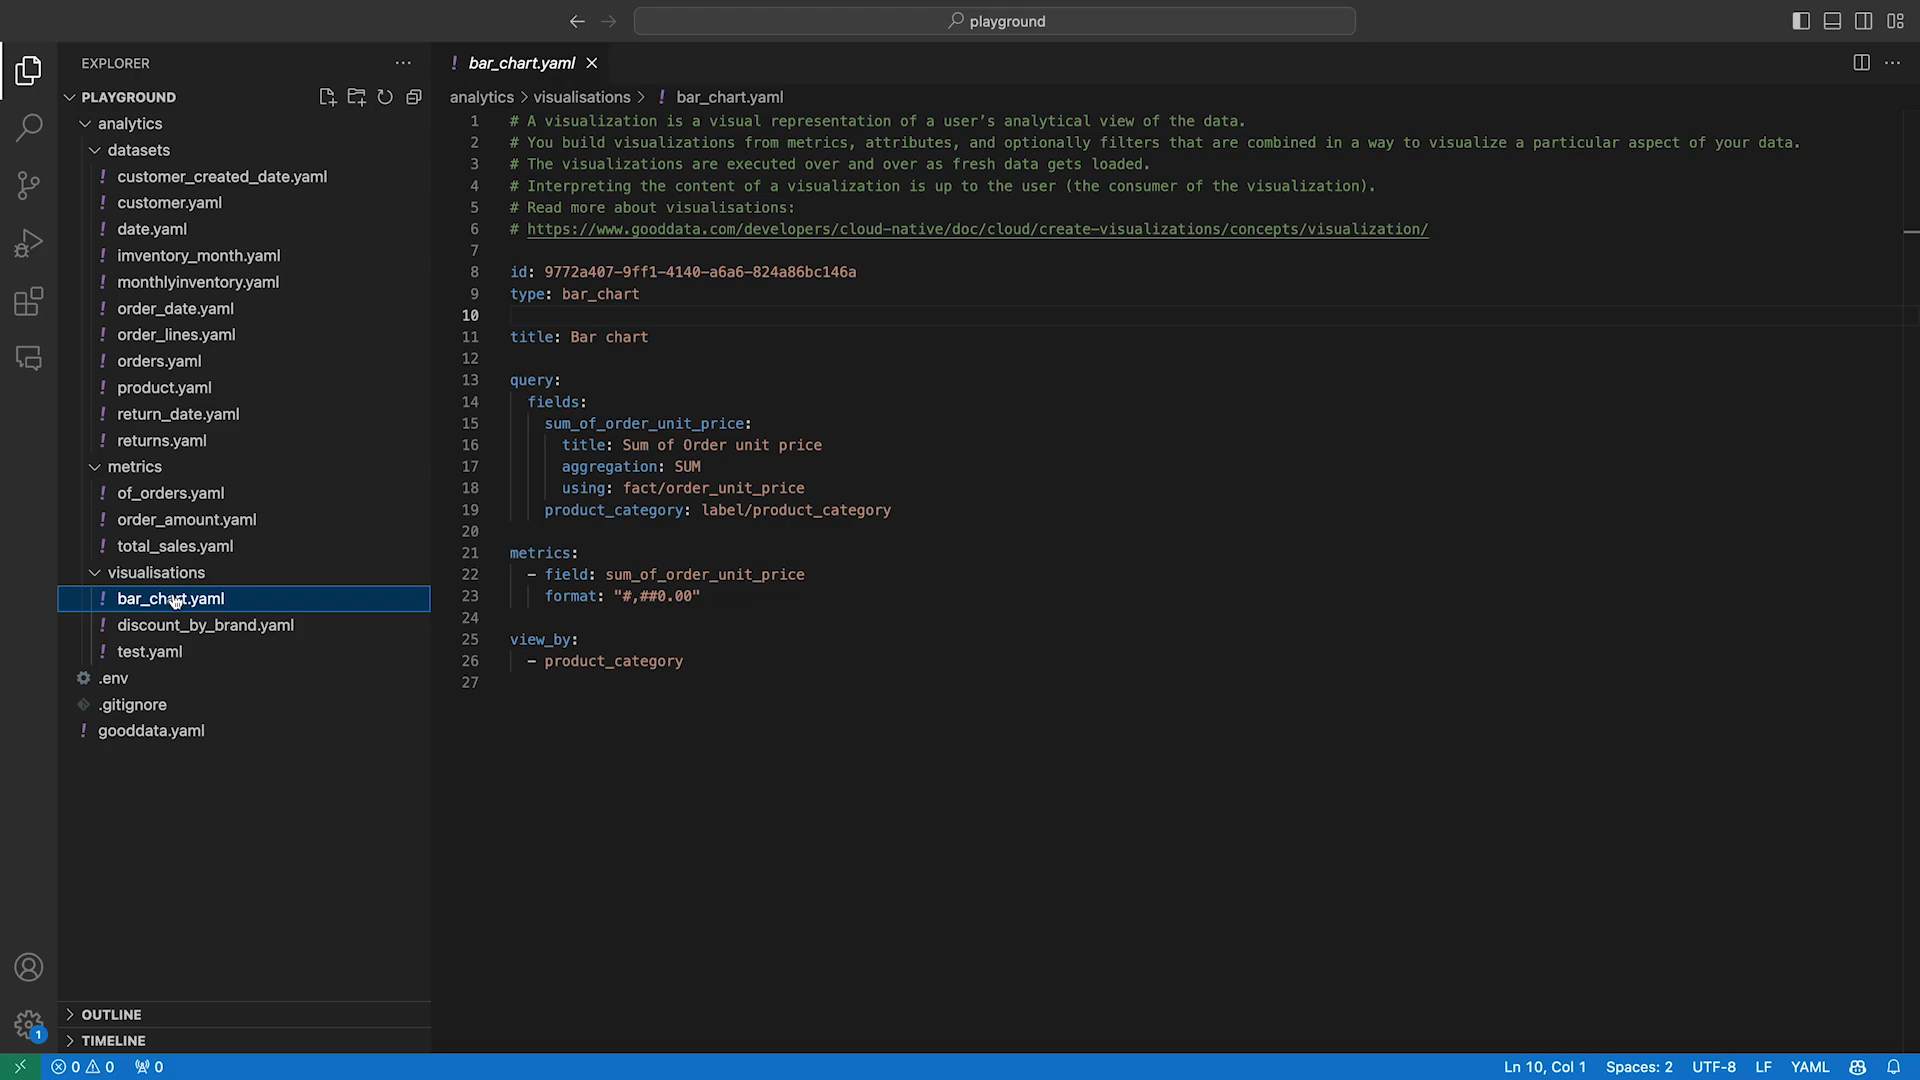 playground
EXPLORER
PLAYGROUND
analytics
datasets
customer_created_date.yaml
customer.yaml
date.yaml
imventory_month.yaml
monthlyinventory.yaml
order_date.yaml
order_lines.yaml
orders.yaml
product.yaml
return_date.yaml
returns.yaml
metrics
of_orders.yaml
order_amount.yaml
total_sales.yaml
visualisations
bar_chart.yaml
discount_by_brand.yaml
test.yaml
.env
.gitignore
gooddata.yaml
OUTLINE
TIMELINE
1
! bar_chart.yaml
analytics > visualisations > ! bar_chart.yaml
1 # A visualization is a visual representation of a user’s analytical view of the data.
2 # You build visualizations from metrics, attributes, and optionally filters that are combined in a way to visualize a particular aspect of your data.
3 # The visualizations are executed over and over as fresh data gets loaded.
4 # Interpreting the content of a visualization is up to the user (the consumer of the visualization).
5 # Read more about visualisations:
6 # https://www.gooddata.com/developers/cloud-native/doc/cloud/create-visualizations/concepts/visualization/
7
8 id: 9772a407-9ff1-4140-a6a6-824a86bc146a
9 type: bar_chart
10
11 title: Bar chart
12
13 query:
14 fields:
15 sum_of_order_unit_price:
16 title: Sum of Order unit price
17 aggregation: SUM
18 using: fact/order_unit_price
19 product_category: label/product_category
20
21 metrics:
22 - field: sum_of_order_unit_price
23 format: "#,##0.00"
24
25 view_by:
26 - product_category
27
0 0 0 Ln 10, Col 1 Spaces: 2 UTF-8 LF YAML